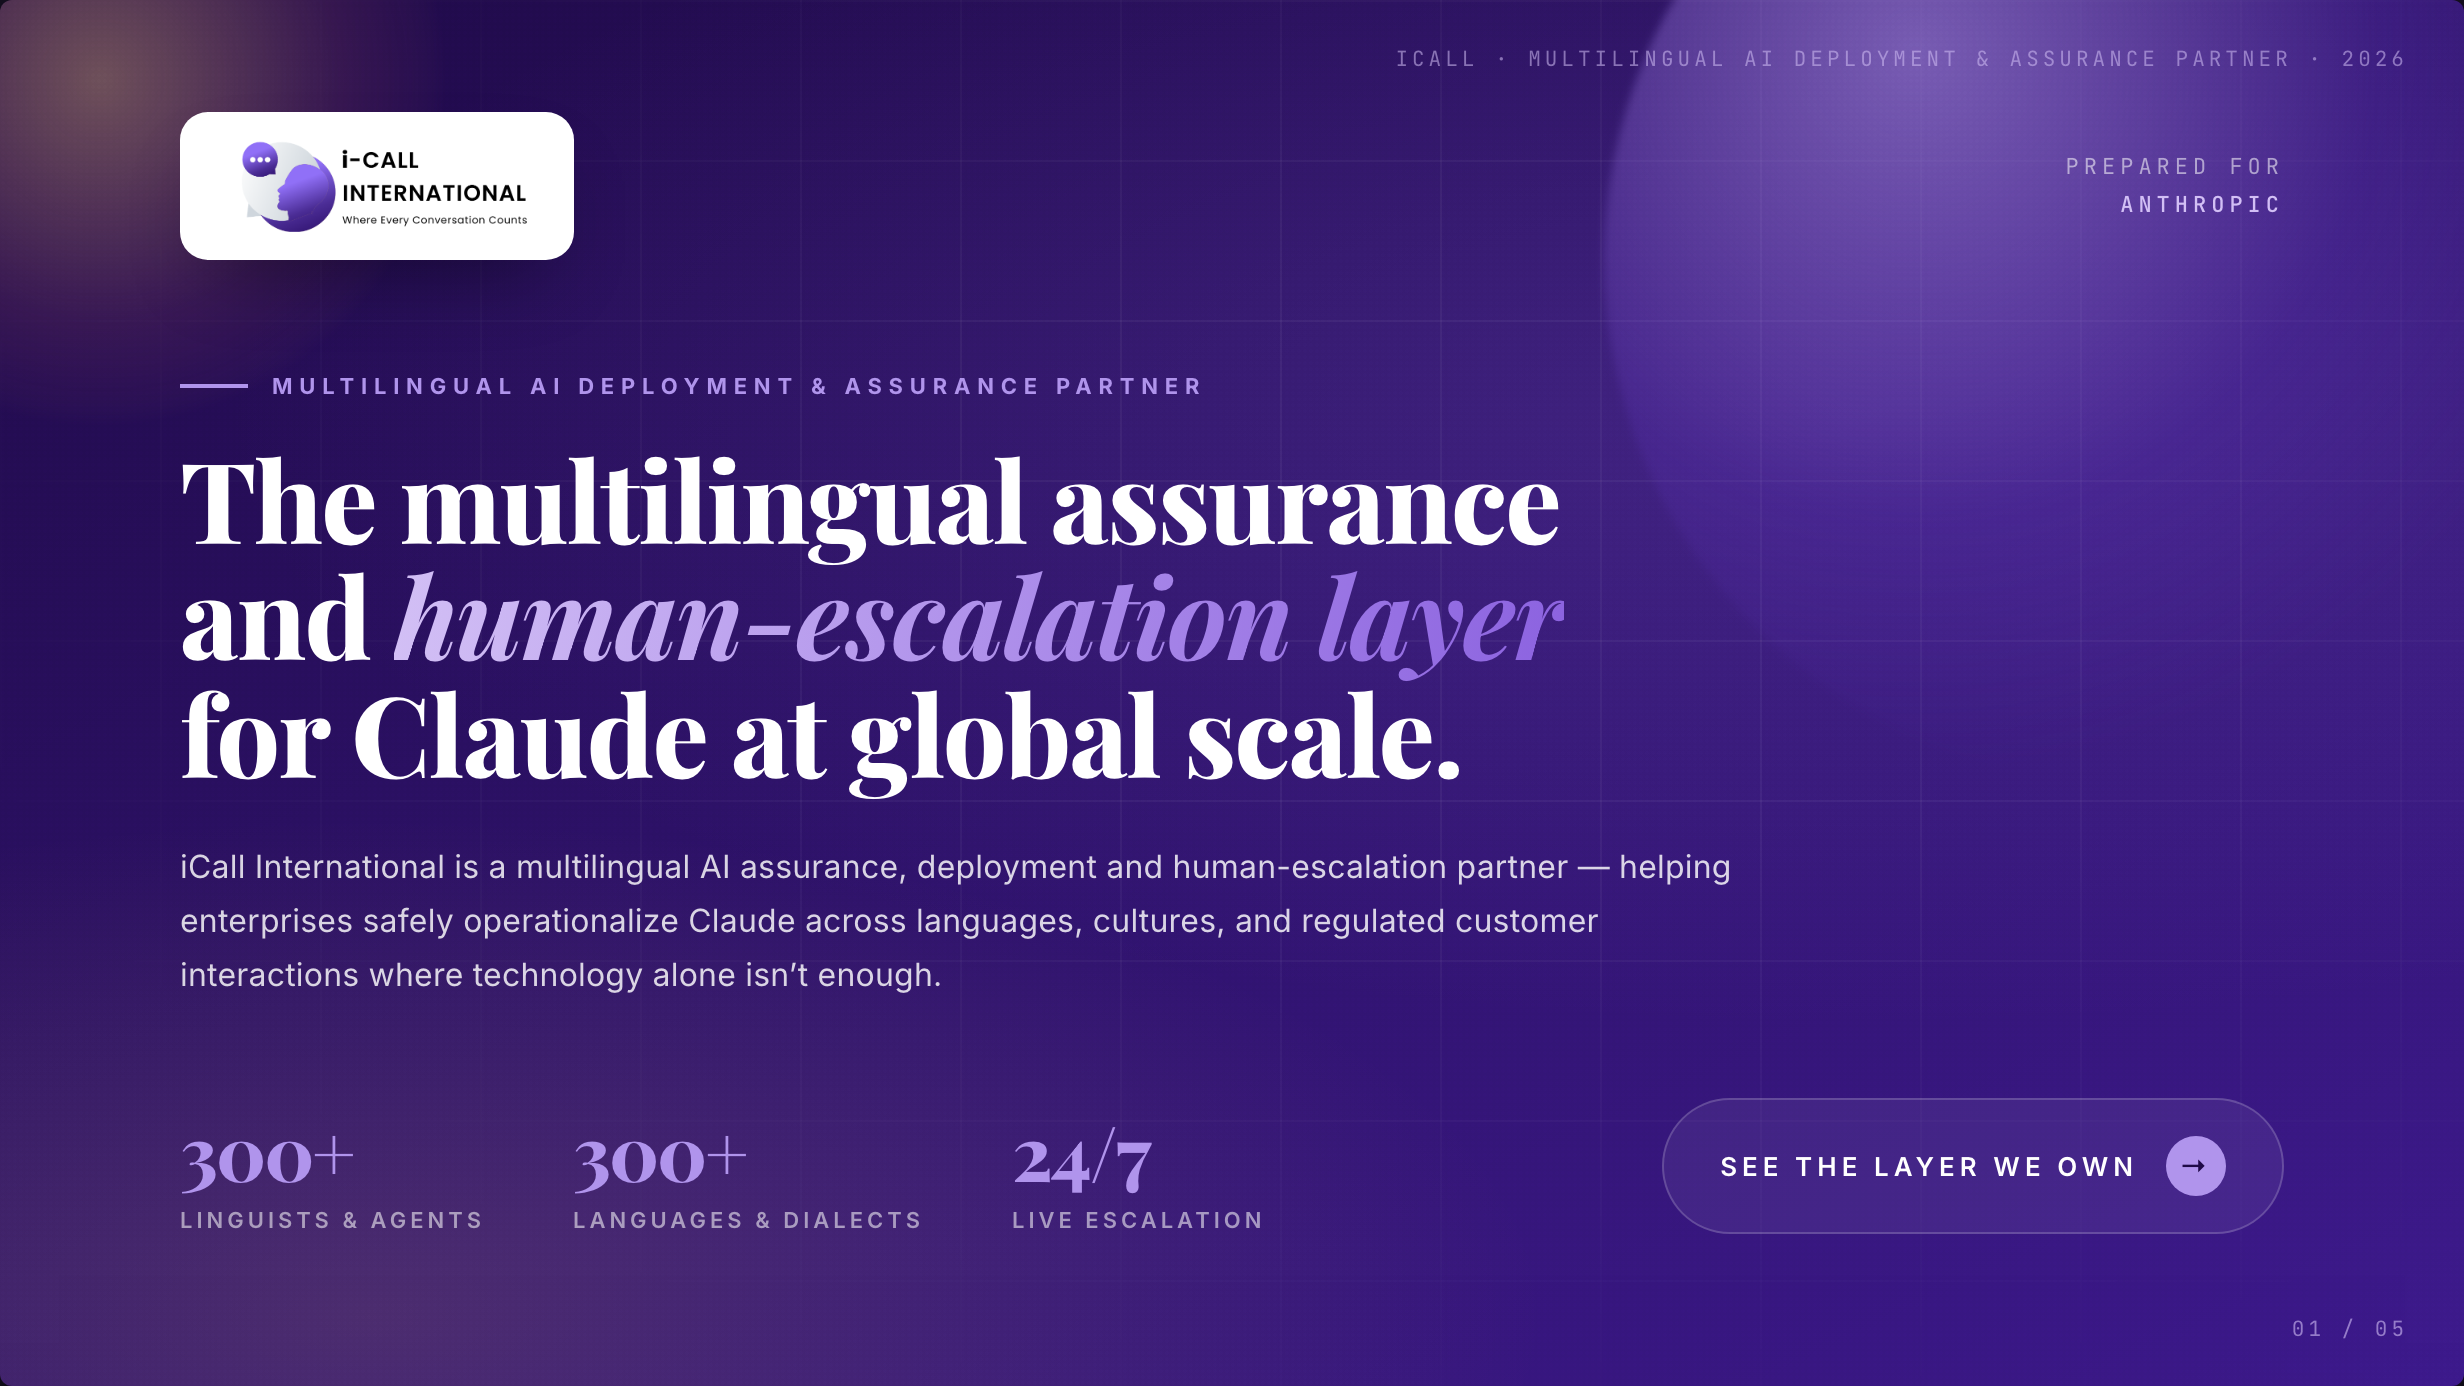 ICALL · MULTILINGUAL AI DEPLOYMENT & ASSURANCE PARTNER · 2026
i-CALL
INTERNATIONAL
Where Every Conversation Counts
PREPARED FOR
ANTHROPIC
MULTILINGUAL AI DEPLOYMENT & ASSURANCE PARTNER
The multilingual assurance
and human-escalation layer
for Claude at global scale.
iCall International is a multilingual AI assurance, deployment and human-escalation partner — helping
enterprises safely operationalize Claude across languages, cultures, and regulated customer
interactions where technology alone isn’t enough.
300+
LINGUISTS & AGENTS
300+
LANGUAGES & DIALECTS
24/7
LIVE ESCALATION
SEE THE LAYER WE OWN →
01 / 05